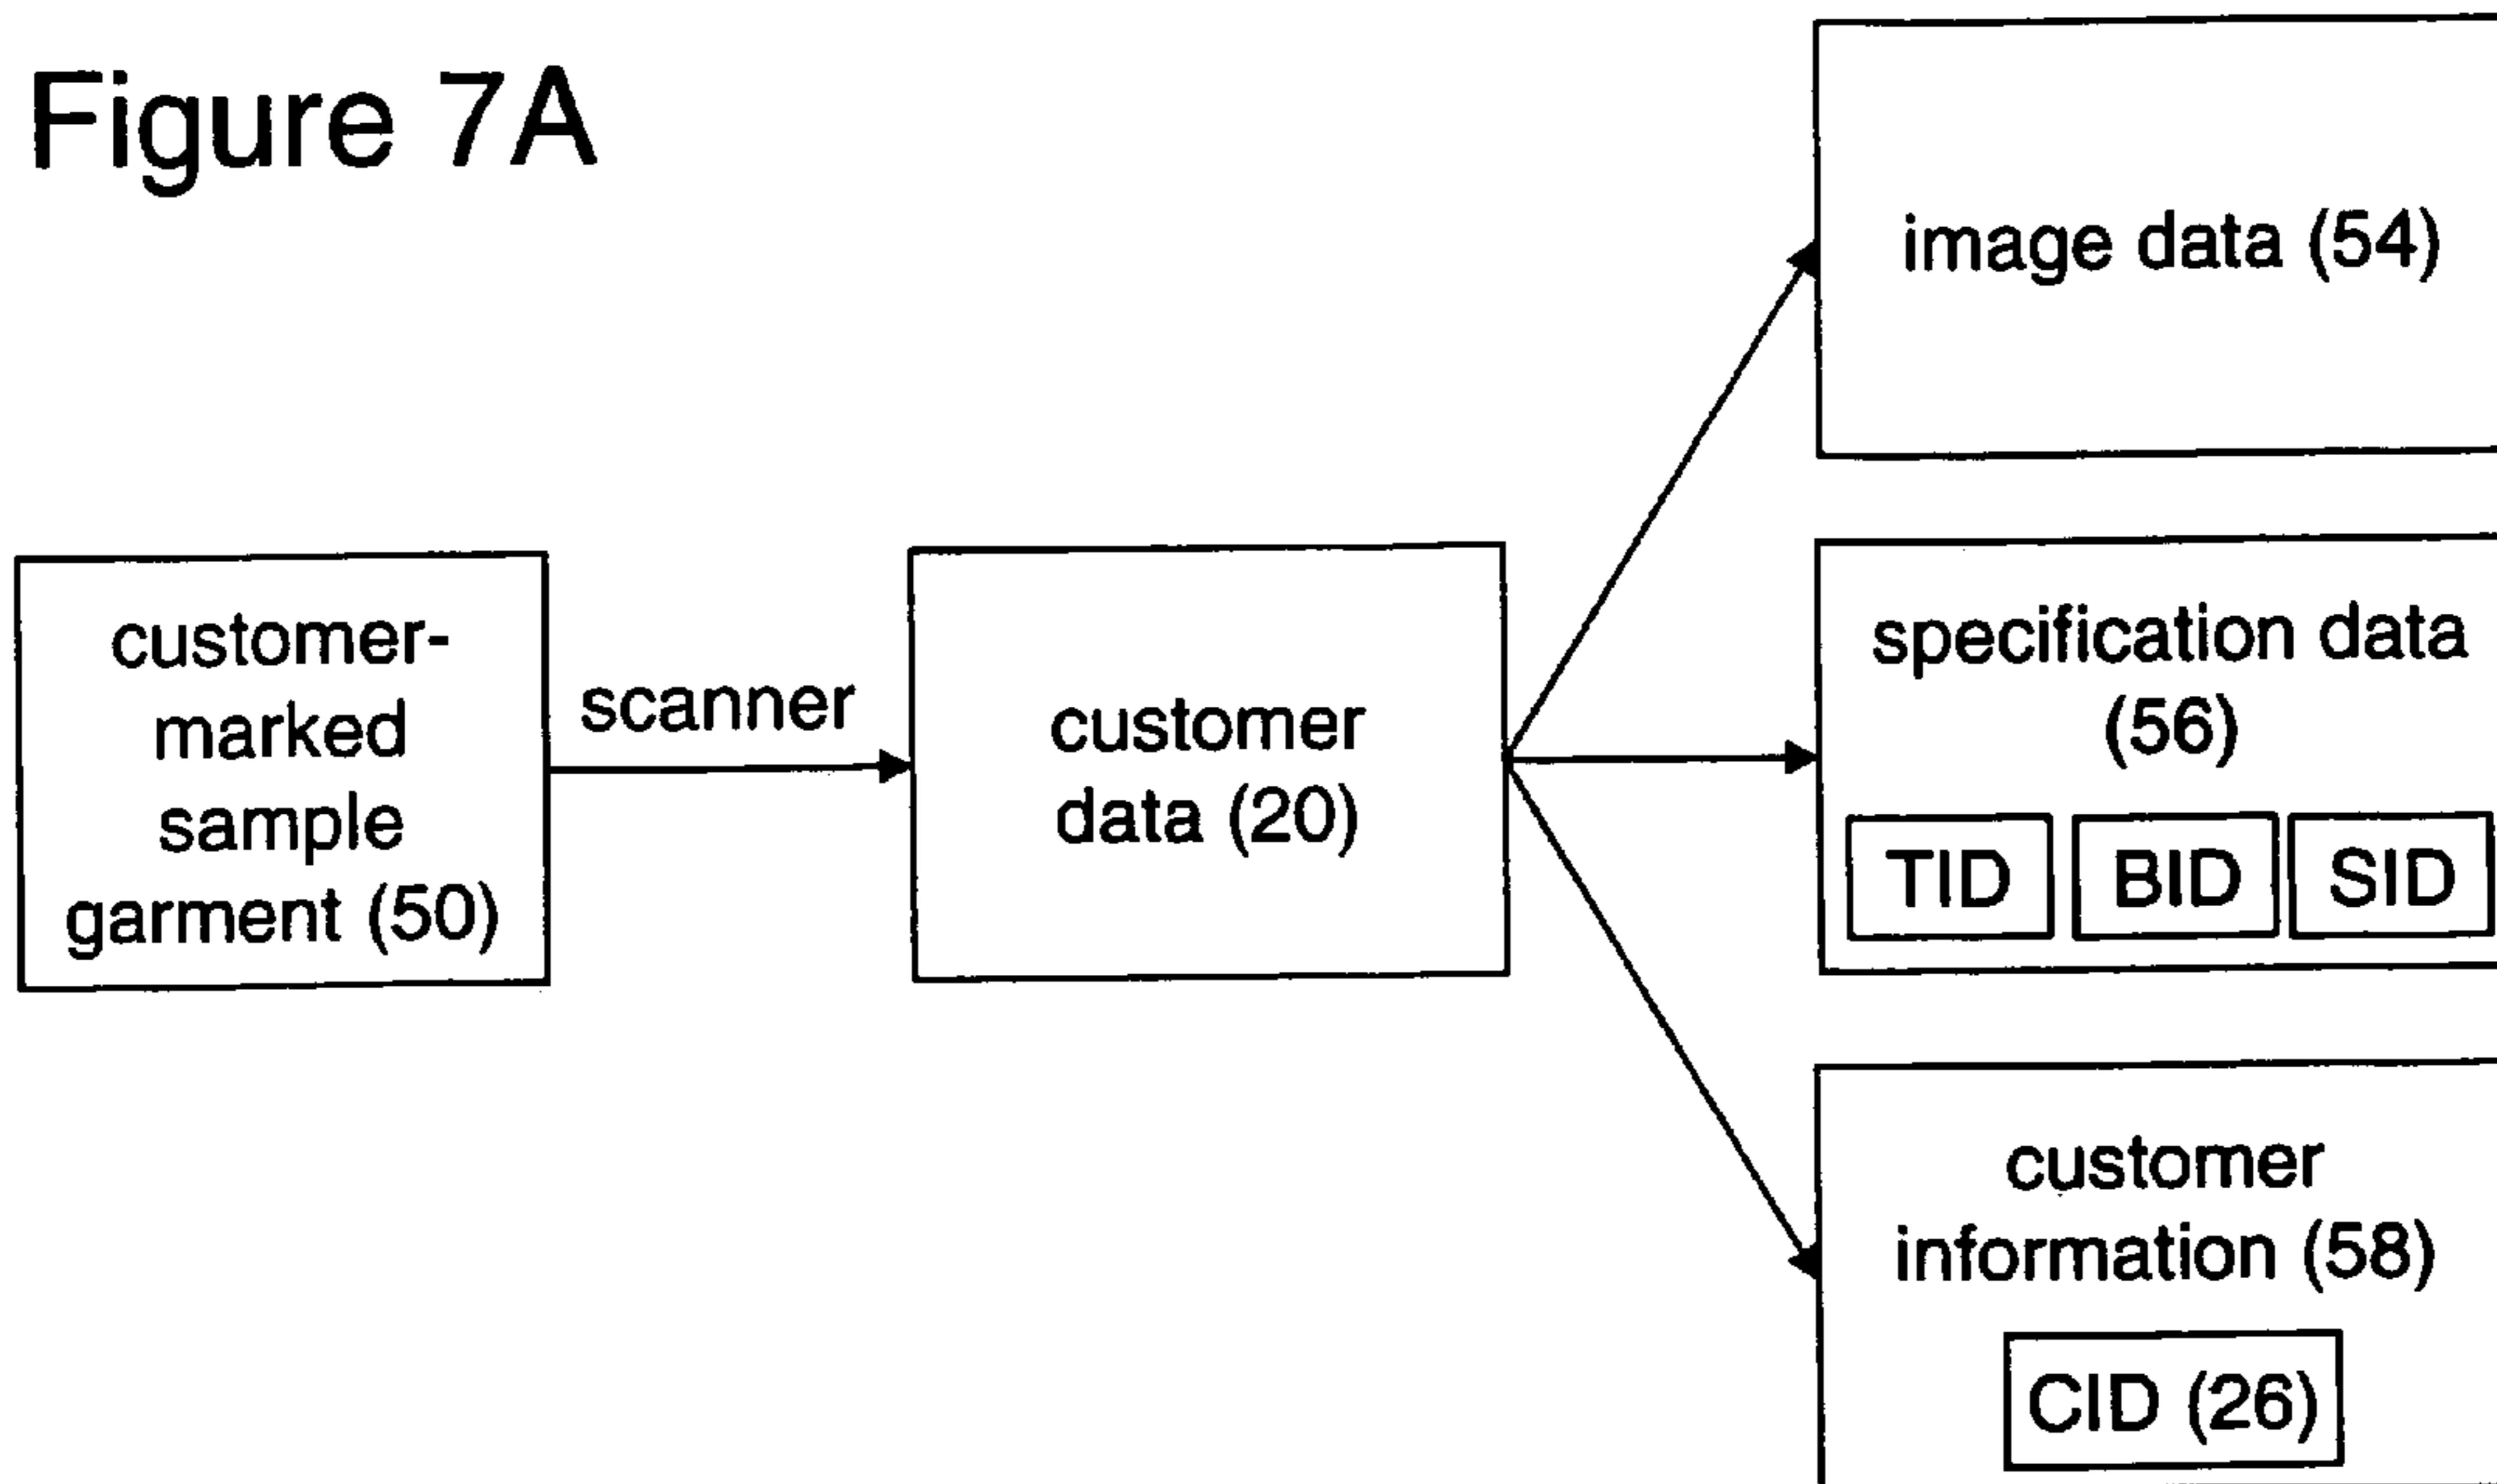 Figure 7A
image data (54)
customer-
marked
sample
garment (50)
scanner
customer
data (20)
specification data
(56)
TID BID SID
customer
information (58)
CID (26)